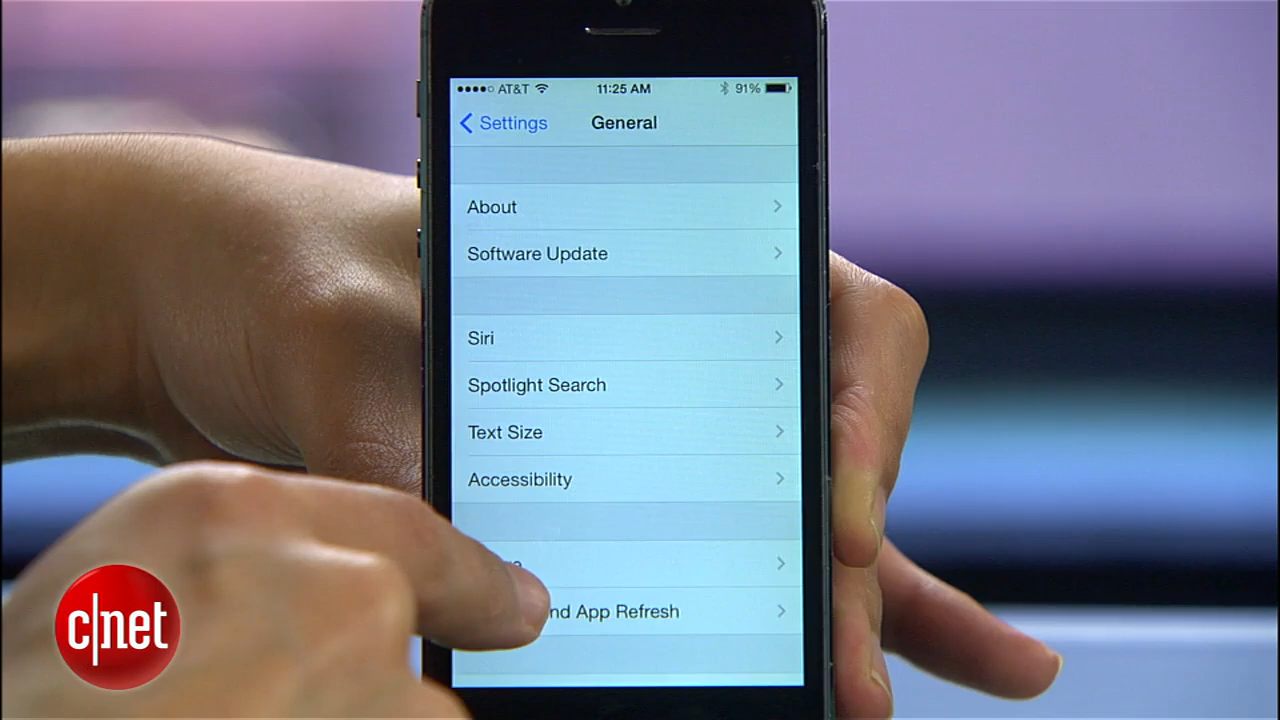 AT&T 11:25 AM 91%
Settings General
About
Software Update
Siri
Spotlight Search
Text Size
Accessibility
App Refresh
c|net